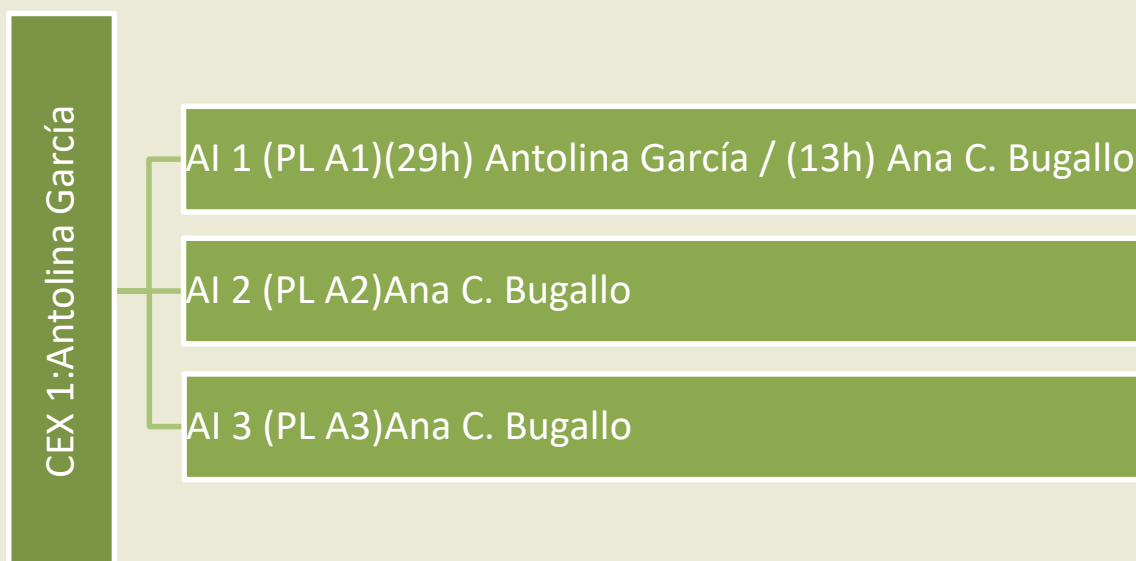 CEX 1:Antolina García
AI 1 (PL A1)(29h) Antolina García / (13h) Ana C. Bugallo
AI 2 (PL A2)Ana C. Bugallo
AI 3 (PL A3)Ana C. Bugallo